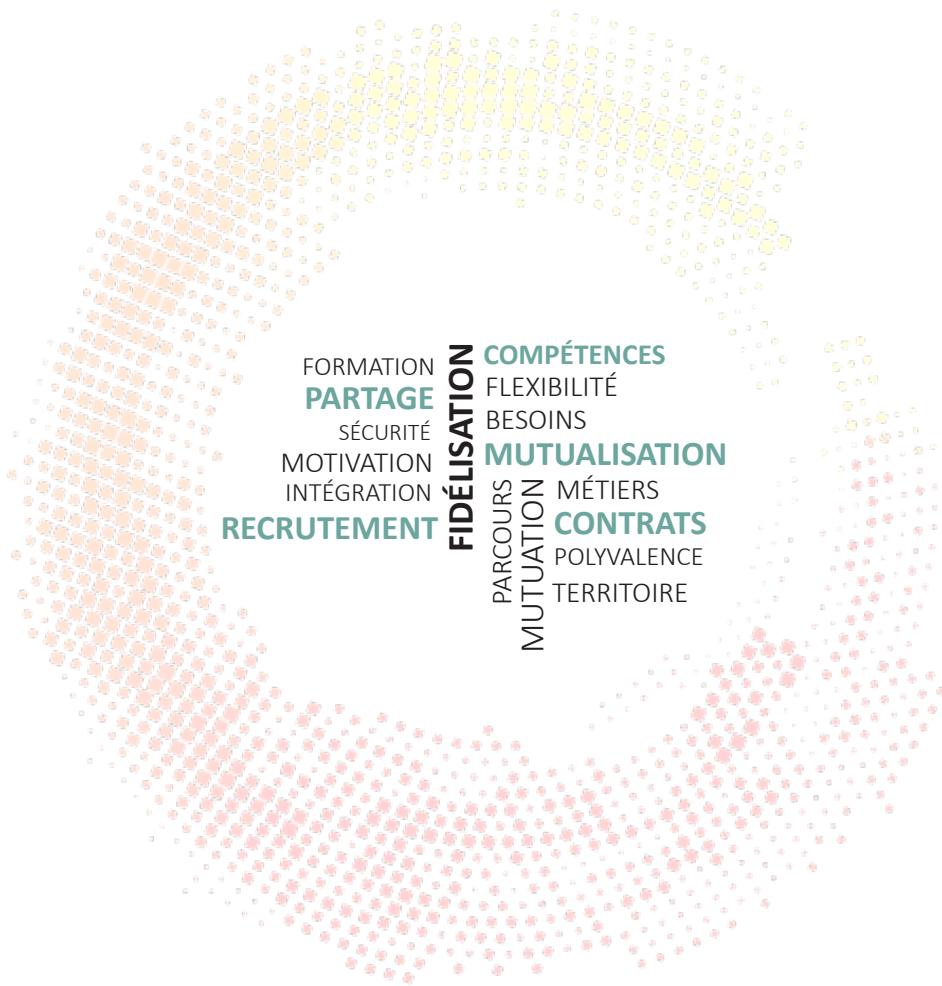 FORMATION
PARTAGE
SÉCURITÉ
MOTIVATION
INTÉGRATION
RECRUTEMENT
FIDÉLISATION
COMPÉTENCES
FLEXIBILITÉ
BESOINS
MUTUALISATION
PARCOURS
MUTUATION
MÉTIERS
CONTRATS
POLYVALENCE
TERRITOIRE